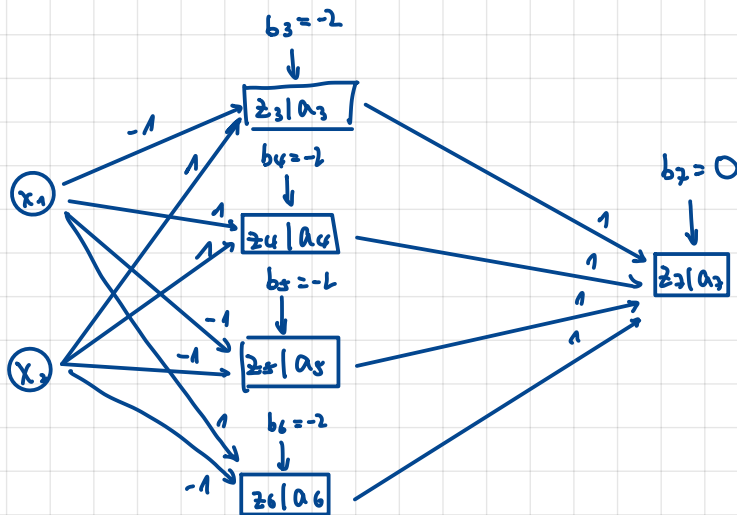 b3=-2
-1
z3|a3
1
b4=-2
b7=0
x1
1
1
z4|a4
1
1
z7|a7
b5=-2
1
-1
1
x2
-1
z5|a5
1
b6=-2
-1
z6|a6